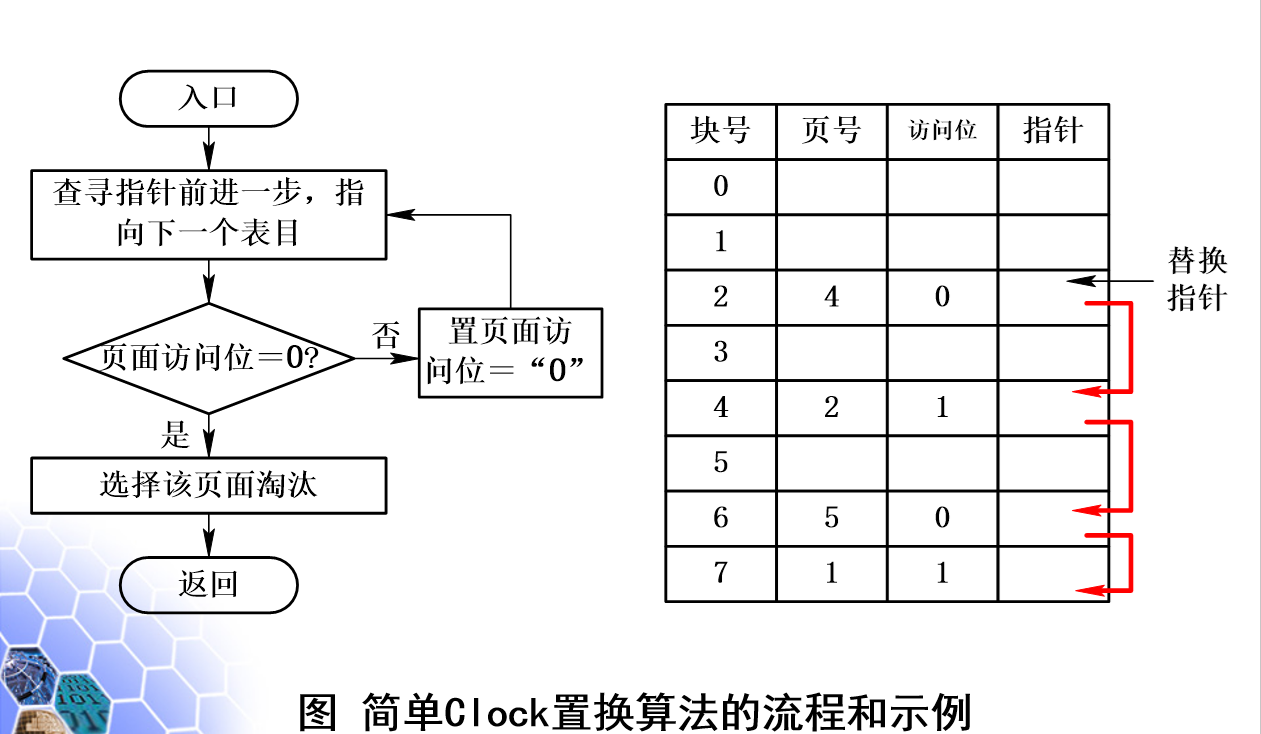 入口
查寻指针前进一步，指
向下一个表目
页面访问位＝0?
否
置页面访
问位＝“0”
是
选择该页面淘汰
返回
块号 页号 访问位 指针
0
1
2 4 0
3
4 2 1
5
6 5 0
7 1 1
替换
指针
图 简单Clock置换算法的流程和示例